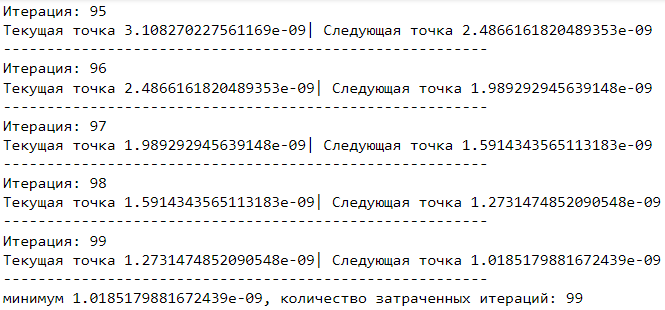 Итерация: 95
Текущая точка 3.108270227561169e-09| Следующая точка 2.4866161820489353e-09
------------------------------------------------------
Итерация: 96
Текущая точка 2.4866161820489353e-09| Следующая точка 1.989292945639148e-09
------------------------------------------------------
Итерация: 97
Текущая точка 1.989292945639148e-09| Следующая точка 1.5914343565113183e-09
------------------------------------------------------
Итерация: 98
Текущая точка 1.5914343565113183e-09| Следующая точка 1.2731474852090548e-09
------------------------------------------------------
Итерация: 99
Текущая точка 1.2731474852090548e-09| Следующая точка 1.0185179881672439e-09
------------------------------------------------------
минимум 1.0185179881672439e-09, количество затраченных итераций: 99